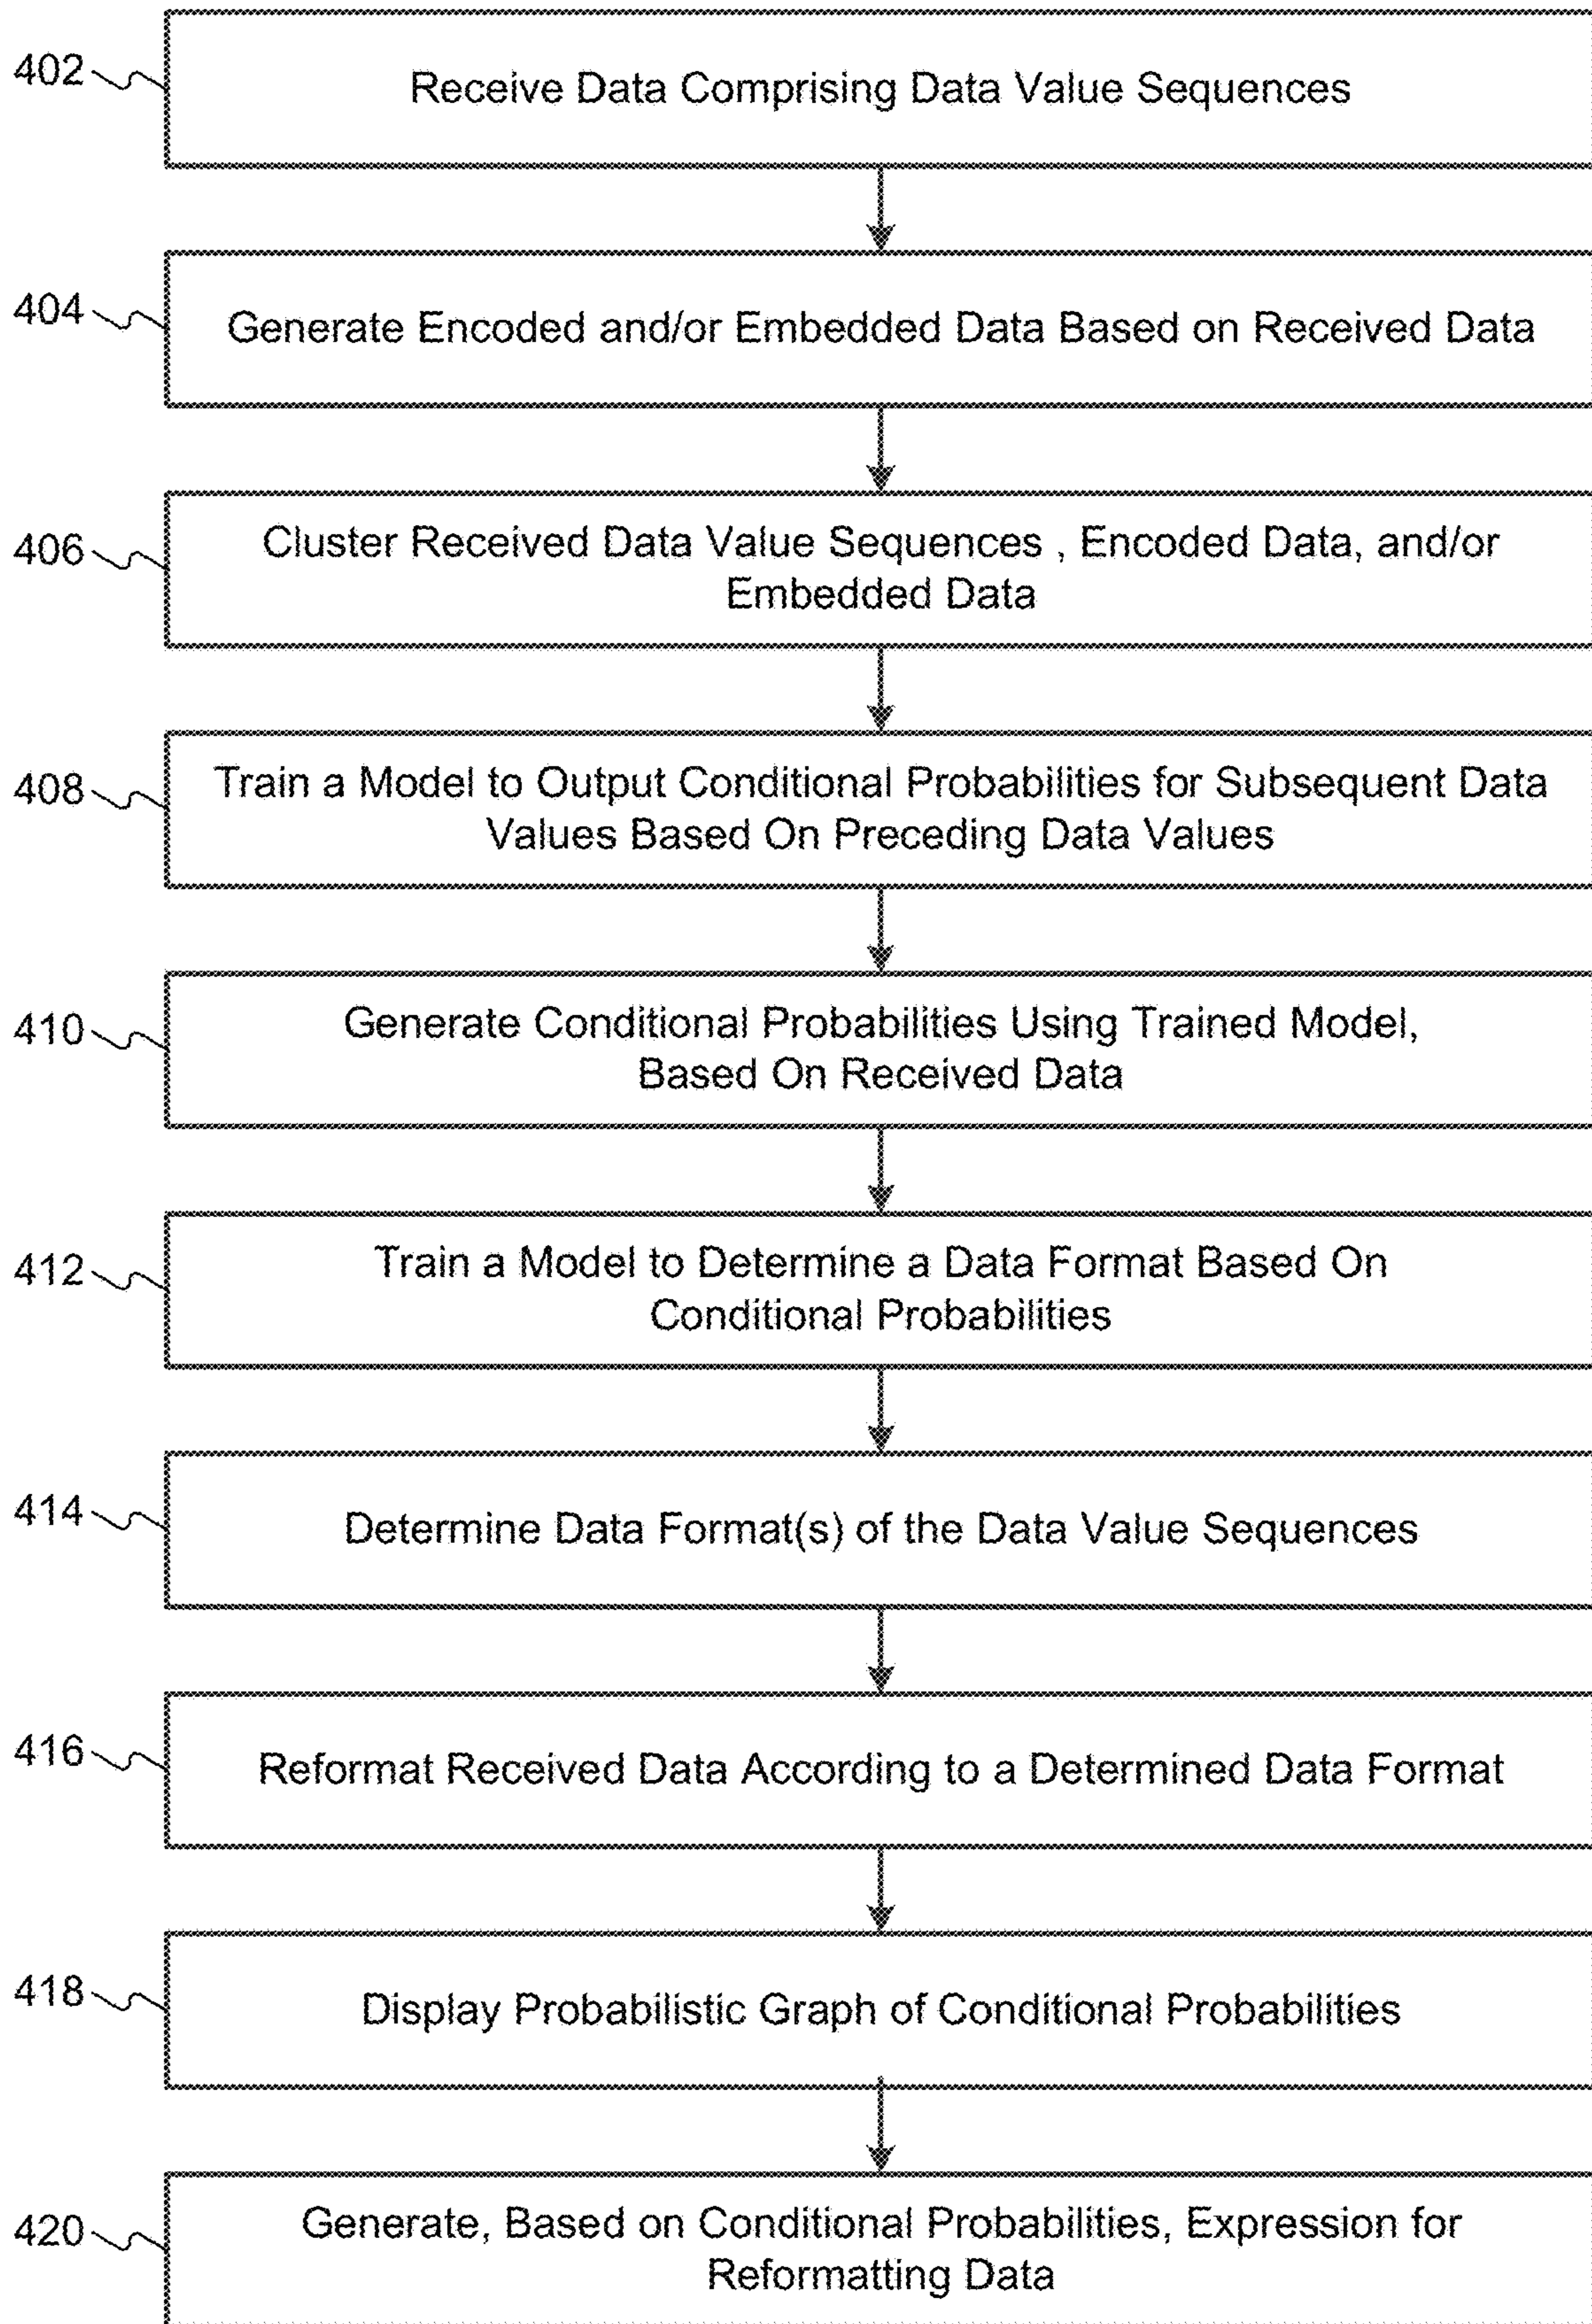 402
Receive Data Comprising Data Value Sequences
404
Generate Encoded and/or Embedded Data Based on Received Data
406
Cluster Received Data Value Sequences , Encoded Data, and/or
Embedded Data
408
Train a Model to Output Conditional Probabilities for Subsequent Data
Values Based On Preceding Data Values
410
Generate Conditional Probabilities Using Trained Model,
Based On Received Data
412
Train a Model to Determine a Data Format Based On
Conditional Probabilities
414
Determine Data Format(s) of the Data Value Sequences
416
Reformat Received Data According to a Determined Data Format
418
Display Probabilistic Graph of Conditional Probabilities
420
Generate, Based on Conditional Probabilities, Expression for
Reformatting Data